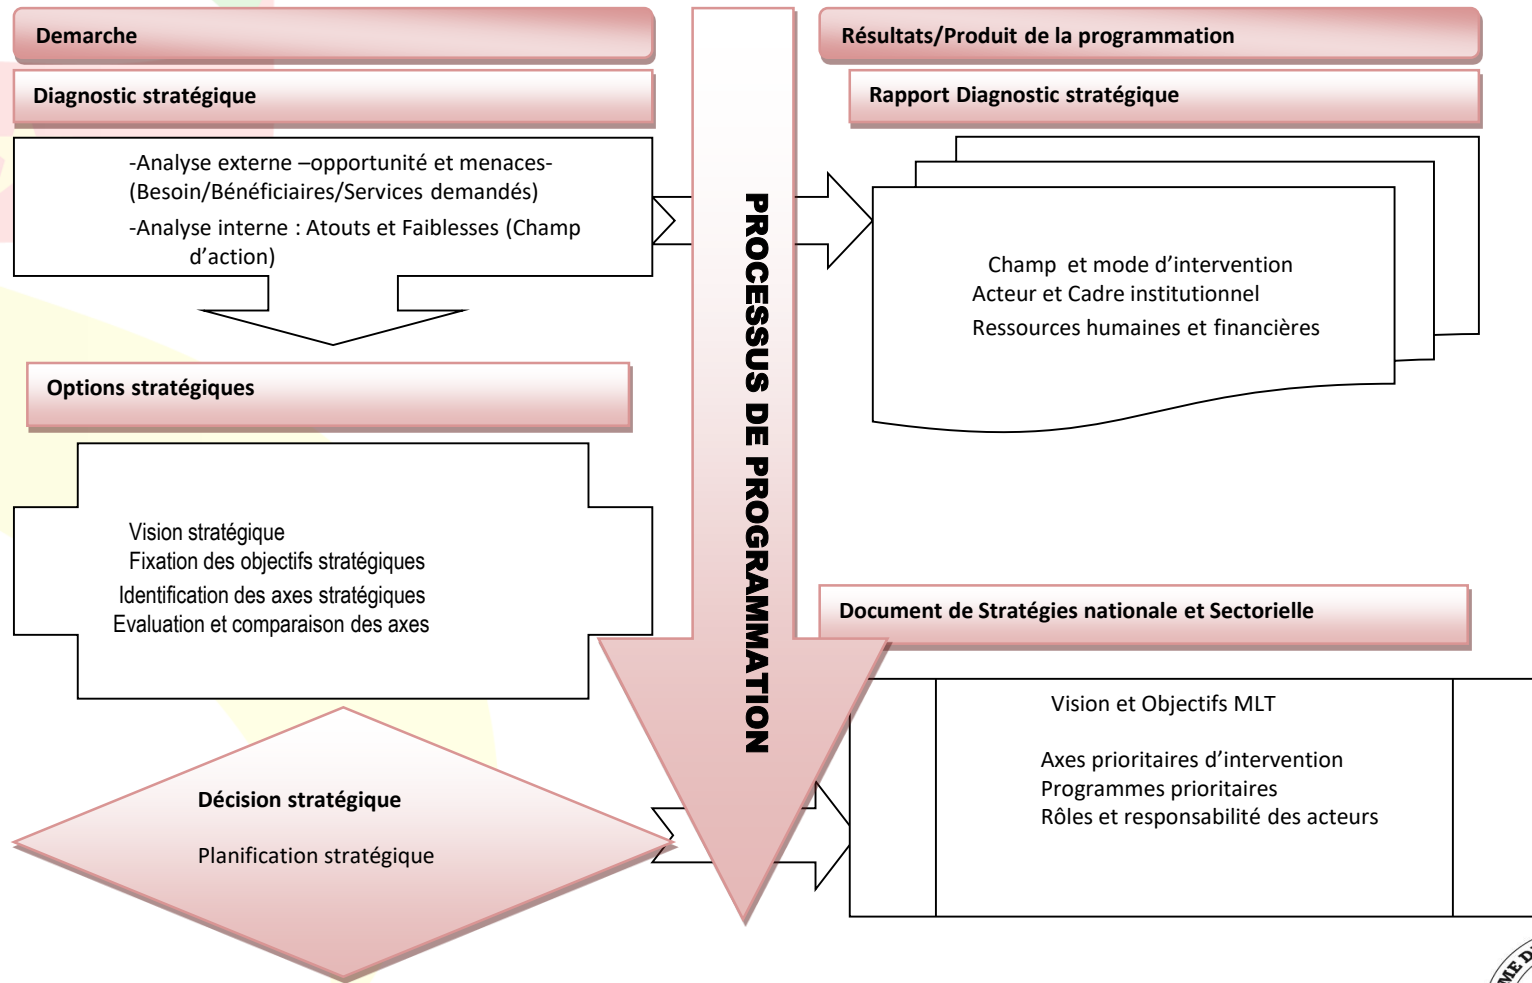 Demarche
Diagnostic stratégique
-Analyse externe –opportunité et menaces-
(Besoin/Bénéficiaires/Services demandés)
-Analyse interne : Atouts et Faiblesses (Champ
d’action)
Options stratégiques
Vision stratégique
Fixation des objectifs stratégiques
Identification des axes stratégiques
Evaluation et comparaison des axes
Décision stratégique
Planification stratégique
PROCESSUS DE PROGRAMMATION
Résultats/Produit de la programmation
Rapport Diagnostic stratégique
Champ et mode d’intervention
Acteur et Cadre institutionnel
Ressources humaines et financières
Document de Stratégies nationale et Sectorielle
Vision et Objectifs MLT
Axes prioritaires d’intervention
Programmes prioritaires
Rôles et responsabilité des acteurs